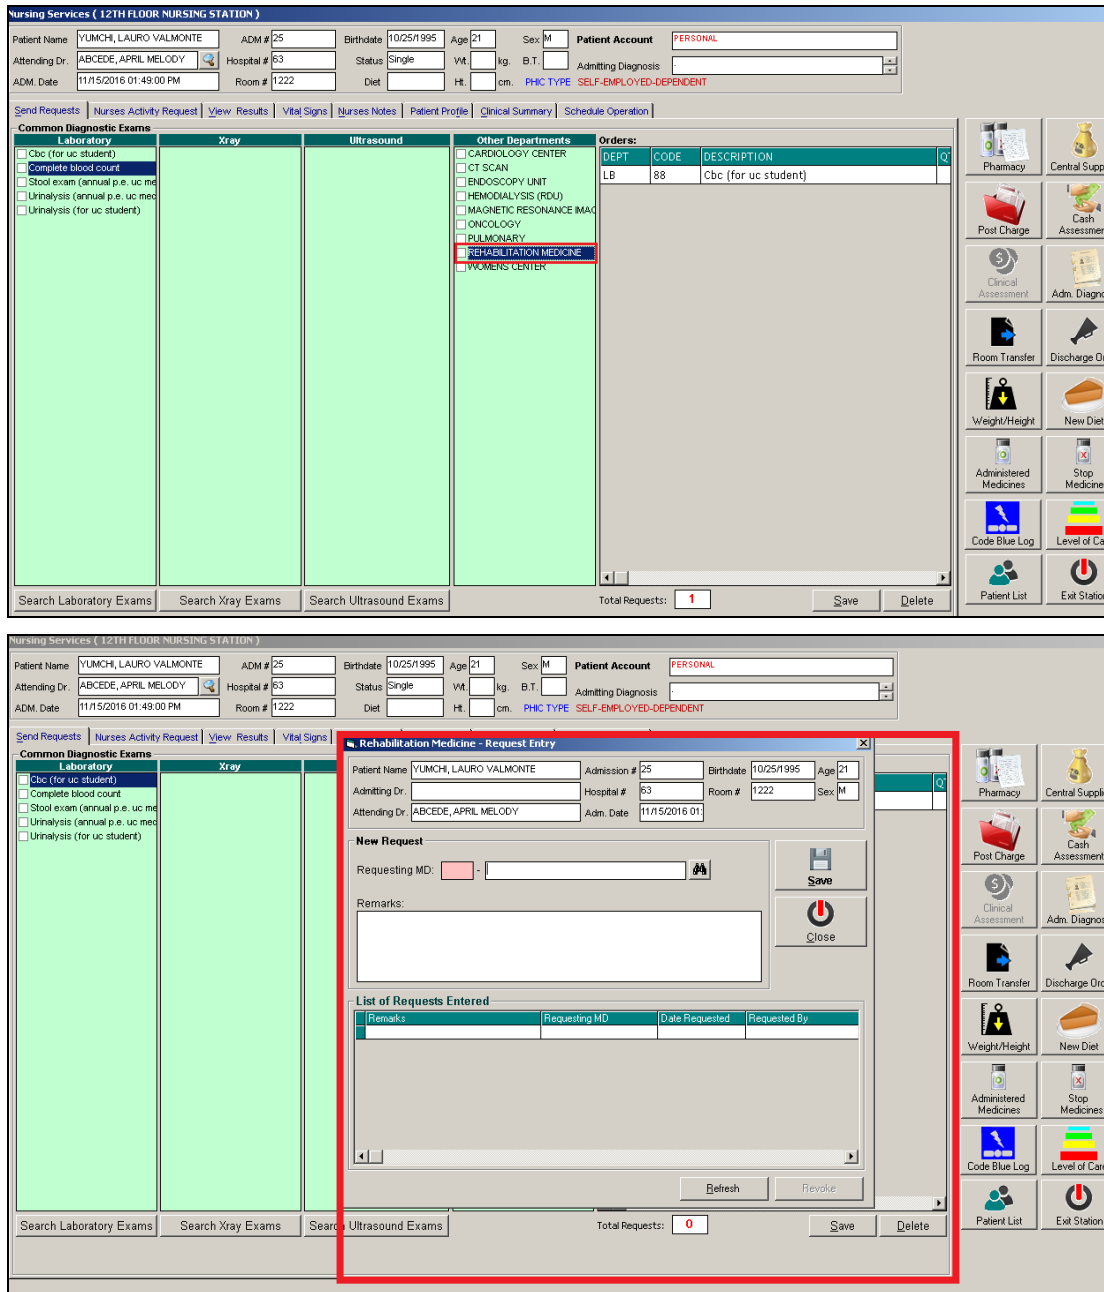 Nursing Services ( 12TH FLOOR NURSING STATION )
Patient Name YUMCHI, LAURO VALMONTE ADM # 25 Birthdate 10/25/1995 Age 21 Sex M Patient Account PERSONAL
Attending Dr. ABCEDE, APRIL MELODY Hospital # 63 Status Single Wt. kg. B.T. Admitting Diagnosis .
ADM. Date 11/15/2016 01:49:00 PM Room # 1222 Diet Ht. cm. PHIC TYPE SELF-EMPLOYED-DEPENDENT
Send Requests Nurses Activity Request View Results Vital Signs Nurses Notes Patient Profile Clinical Summary Schedule Operation
Common Diagnostic Exams
Laboratory Xray Ultrasound Other Departments Orders:
Cbc (for uc student)
Complete blood count
Stool exam (annual p.e. uc me
Urinalysis (annual p.e. uc med
Urinalysis (for uc student)
CARDIOLOGY CENTER
CT SCAN
ENDOSCOPY UNIT
HEMODIALYSIS (RDU)
MAGNETIC RESONANCE IMAG
ONCOLOGY
PULMONARY
REHABILITATION MEDICINE
WOMENS CENTER
DEPT CODE DESCRIPTION Q
LB 88 Cbc (for uc student)
Pharmacy Central Supp
Post Charge Cash Assessmen
Clinical Assessment Adm. Diagno
Room Transfer Discharge O
Weight/Height New Diet
Administered Medicines Stop Medicine
Code Blue Log Level of Ca
Patient List Exit Station
Search Laboratory Exams Search Xray Exams Search Ultrasound Exams Total Requests: 1 Save Delete
Nursing Services ( 12TH FLOOR NURSING STATION )
Patient Name YUMCHI, LAURO VALMONTE ADM # 25 Birthdate 10/25/1995 Age 21 Sex M Patient Account PERSONAL
Attending Dr. ABCEDE, APRIL MELODY Hospital # 63 Status Single Wt. kg. B.T. Admitting Diagnosis .
ADM. Date 11/15/2016 01:49:00 PM Room # 1222 Diet Ht. cm. PHIC TYPE SELF-EMPLOYED-DEPENDENT
Send Requests Nurses Activity Request View Results Vital Signs
Common Diagnostic Exams
Laboratory Xray
Cbc (for uc student)
Complete blood count
Stool exam (annual p.e. uc me
Urinalysis (annual p.e. uc med
Urinalysis (for uc student)
Rehabilitation Medicine - Request Entry
Patient Name YUMCHI, LAURO VALMONTE Admission # 25 Birthdate 10/25/1995 Age 21
Admitting Dr. Hospital # 63 Room # 1222 Sex M
Attending Dr. ABCEDE, APRIL MELODY Adm. Date 11/15/2016 01:
New Request
Requesting MD: -
Remarks:
Save
Close
List of Requests Entered
Remarks Requesting MD Date Requested Requested By
Refresh Revoke
Q
Pharmacy Central Suppli
Post Charge Cash Assessment
Clinical Assessment Adm. Diagnos
Room Transfer Discharge Ord
Weight/Height New Diet
Administered Medicines Stop Medicines
Code Blue Log Level of Care
Patient List Exit Station
Search Laboratory Exams Search Xray Exams Search Ultrasound Exams Total Requests: 0 Save Delete